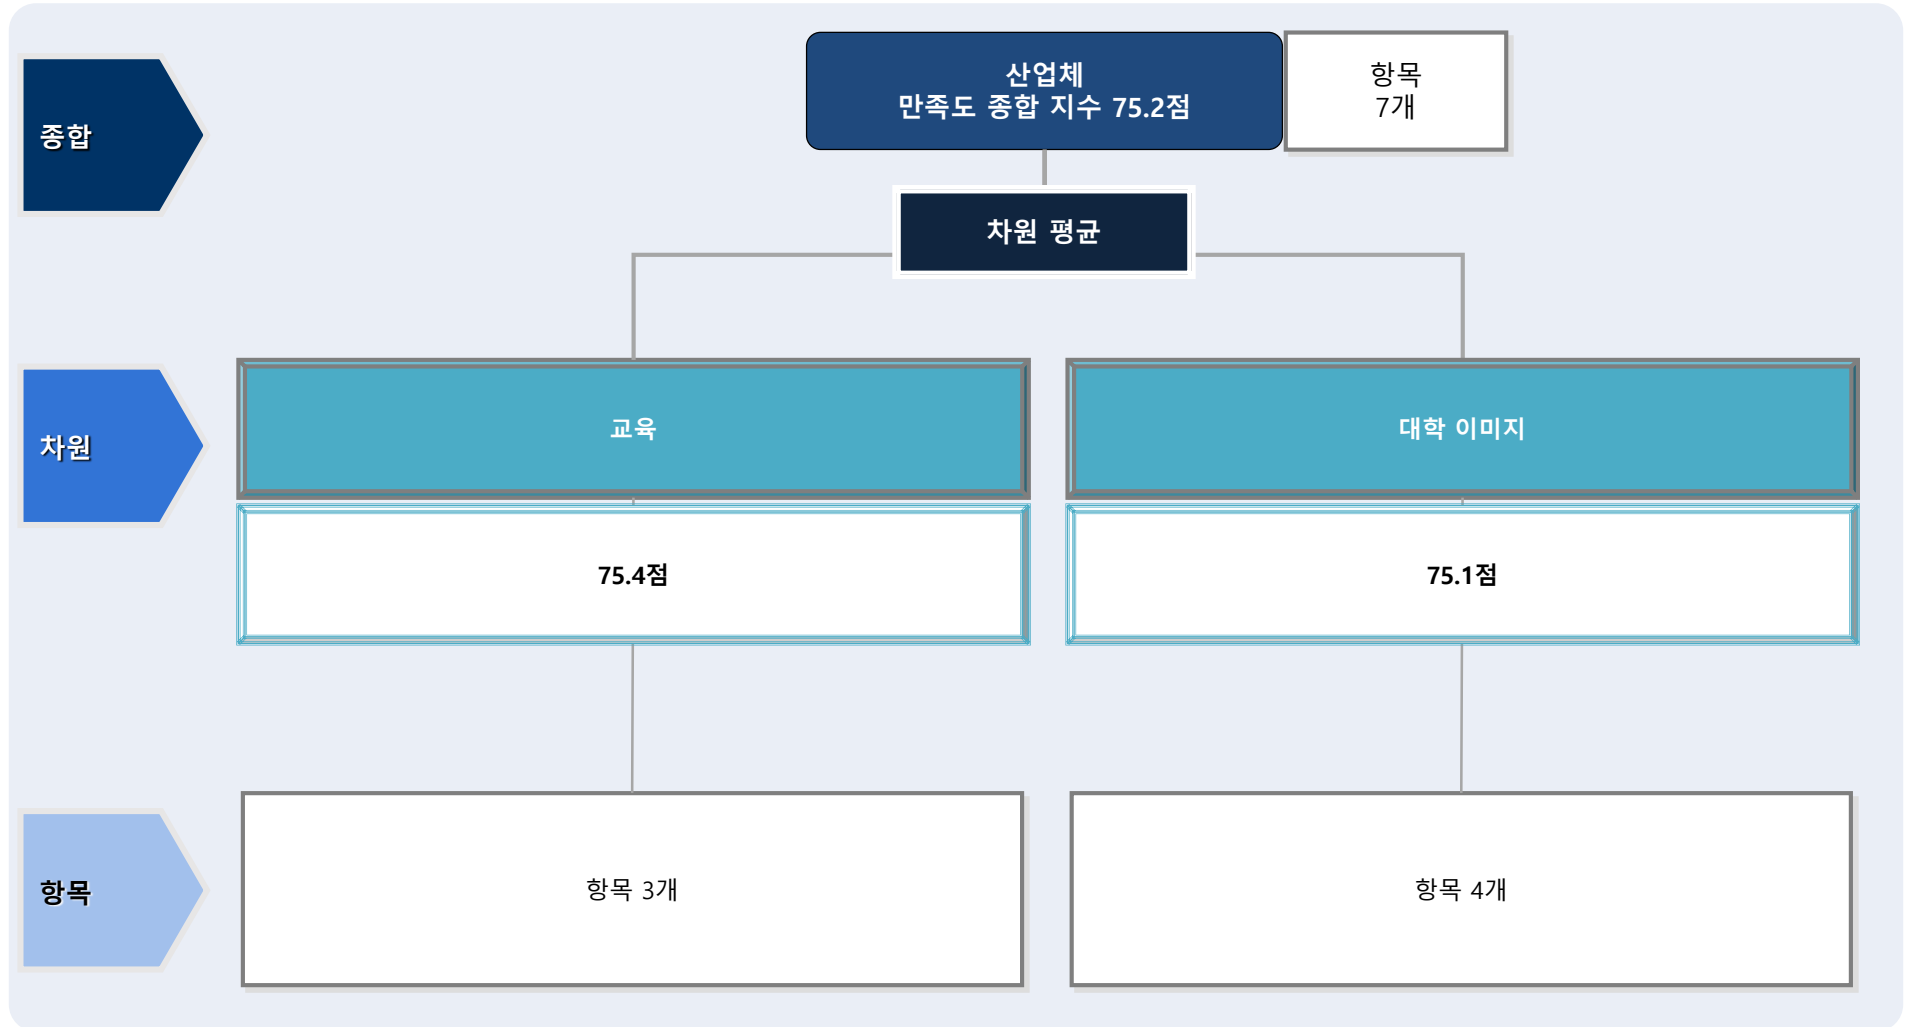 종합
산업체
만족도 종합 지수 75.2점
항목
7개
차원 평균
차원
교육
대학 이미지
75.4점
75.1점
항목
항목 3개
항목 4개